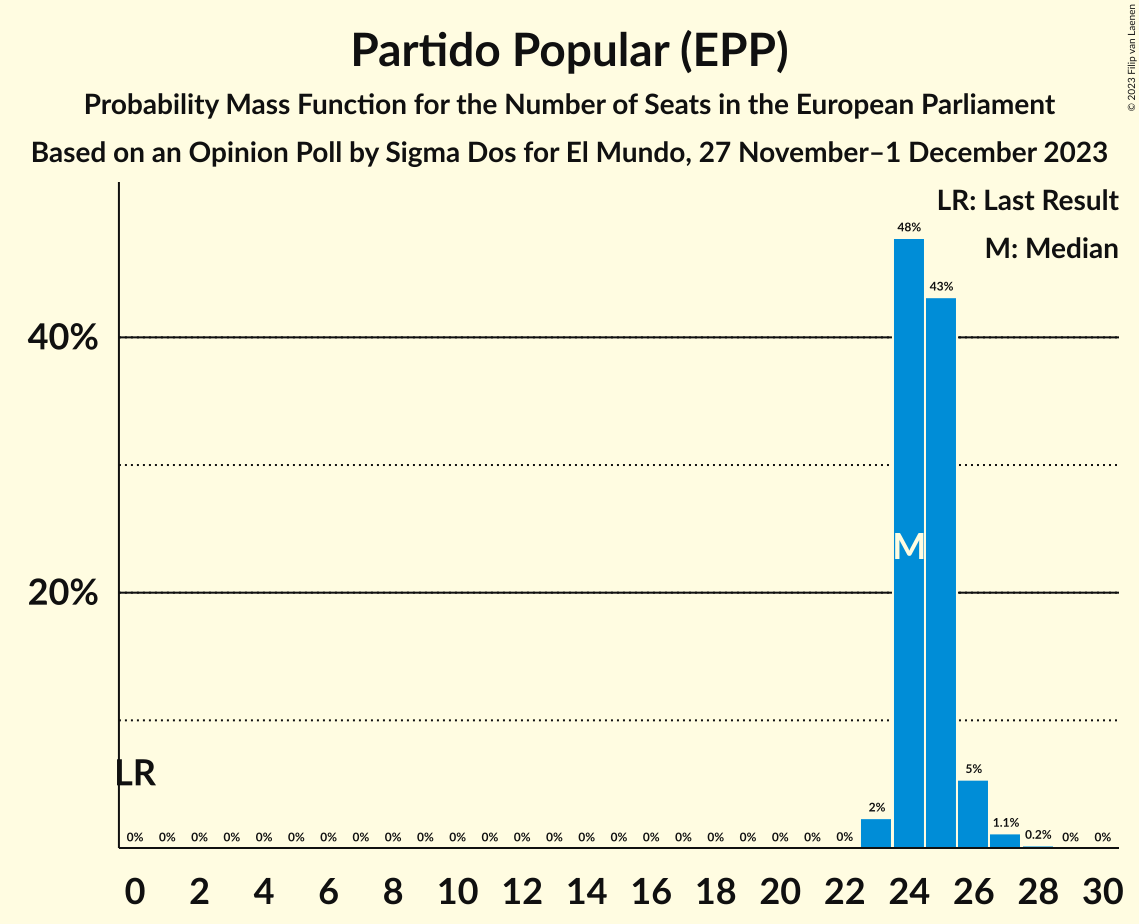 Partido Popular (EPP)
Probability Mass Function for the Number of Seats in the European Parliament
Based on an Opinion Poll by Sigma Dos for El Mundo, 27 November–1 December 2023
© 2023 Filip van Laenen
LR: Last Result
M: Median
48%
43%
40%
M
20%
LR
0% 0% 0% 0% 0% 0% 0% 0% 0% 0% 0% 0% 0% 0% 0% 0% 0% 0% 0% 0% 0% 0% 0% 2% 5% 1.1% 0.2% 0% 0%
0 2 4 6 8 10 12 14 16 18 20 22 24 26 28 30